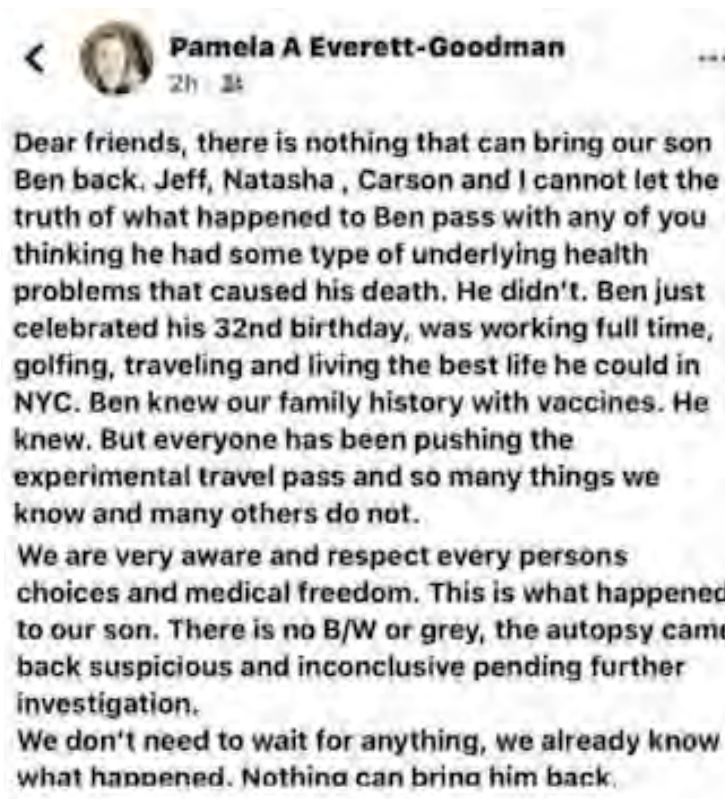 Pamela A Everett-Goodman
2h
Dear friends, there is nothing that can bring our son
Ben back. Jeff, Natasha , Carson and I cannot let the
truth of what happened to Ben pass with any of you
thinking he had some type of underlying health
problems that caused his death. He didn't. Ben just
celebrated his 32nd birthday, was working full time,
golfing, traveling and living the best life he could in
NYC. Ben knew our family history with vaccines. He
knew. But everyone has been pushing the
experimental travel pass and so many things we
know and many others do not.
We are very aware and respect every persons
choices and medical freedom. This is what happened
to our son. There is no B/W or grey, the autopsy came
back suspicious and inconclusive pending further
investigation.
We don't need to wait for anything, we already know
what happened. Nothing can bring him back.